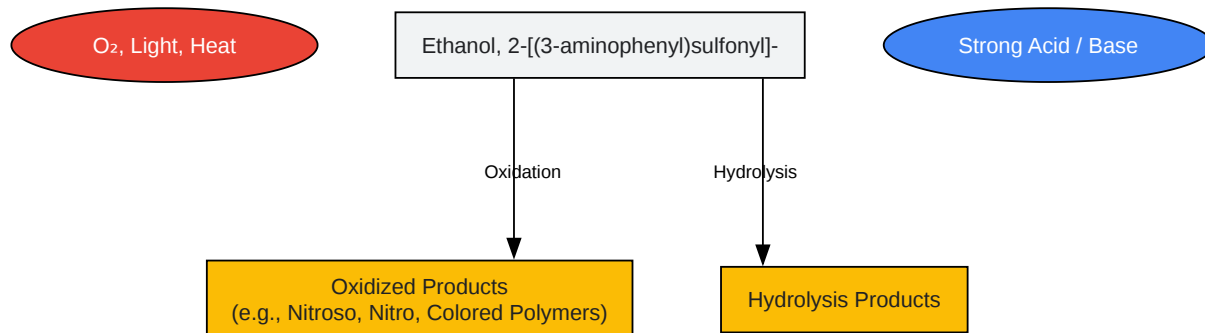 O₂, Light, Heat
Ethanol, 2-[(3-aminophenyl)sulfonyl]-
Strong Acid / Base
Oxidation
Hydrolysis
Oxidized Products
(e.g., Nitroso, Nitro, Colored Polymers)
Hydrolysis Products